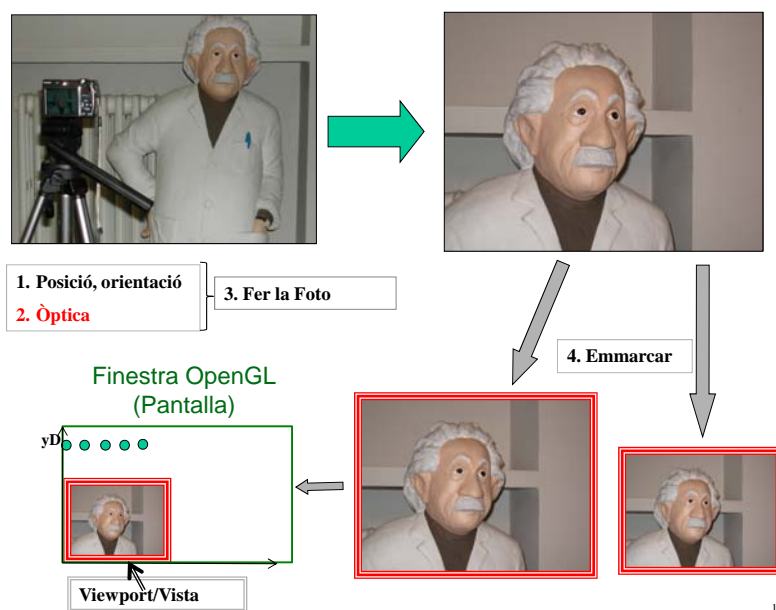 1. Posició, orientació
2. Òptica
3. Fer la Foto
4. Emmarcar
Finestra OpenGL
(Pantalla)
yD
Viewport/Vista